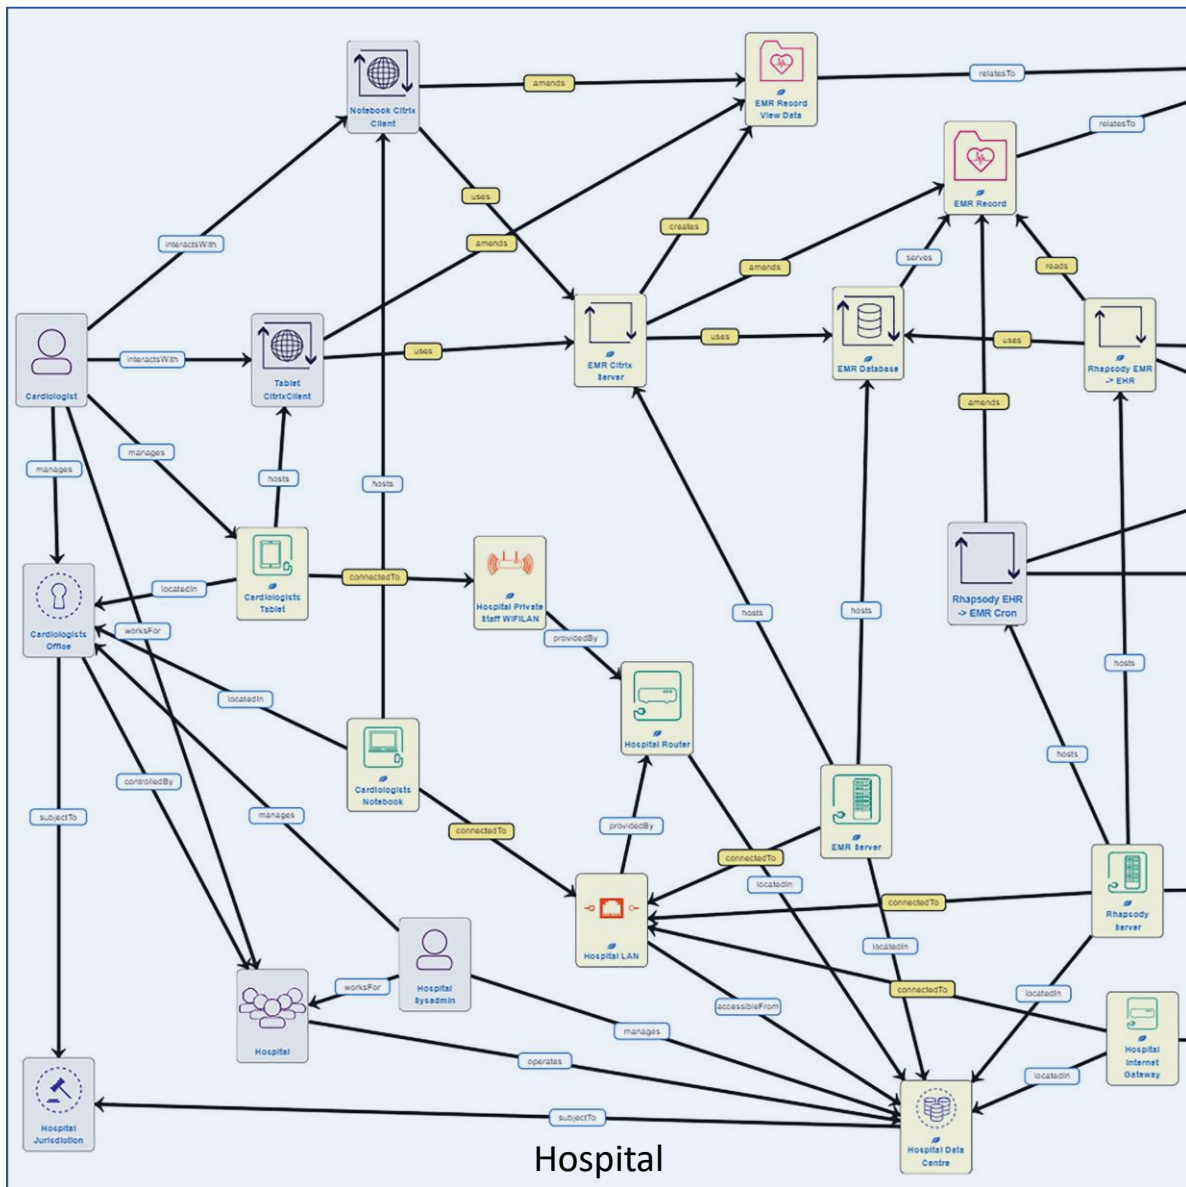 Notebook Citrix
Client
amends
EMR Record
View Data
relatesTo
relatesTo
EMR Record
uses
interactsWith
amends
creates
amends
serves
reads
Cardiologist
interactsWith
Tablet
CitrixClient
uses
EMR Citrix
Server
uses
EMR Database
uses
Rhapsody EMR
-> EHR
amends
manages
manages
hosts
hosts
Cardiologists
Office
locatedIn
Cardiologists
Tablet
connectedTo
Hospital Private
Staff WIFILAN
hosts
hosts
Rhapsody EHR
-> EMR Cron
worksFor
providedBy
hosts
locatedIn
Hospital Router
Cardiologists
Notebook
hosts
controlledBy
subjectTo
manages
connectedTo
providedBy
EMR Server
connectedTo
locatedIn
connectedTo
Rhapsody
Server
Hospital LAN
locatedIn
Hospital
Sysadmin
worksFor
connectedTo
locatedIn
accessibleFrom
manages
Hospital
operates
Hospital
Internet
Gateway
locatedIn
Hospital
Jurisdiction
subjectTo
Hospital Data
Centre
Hospital